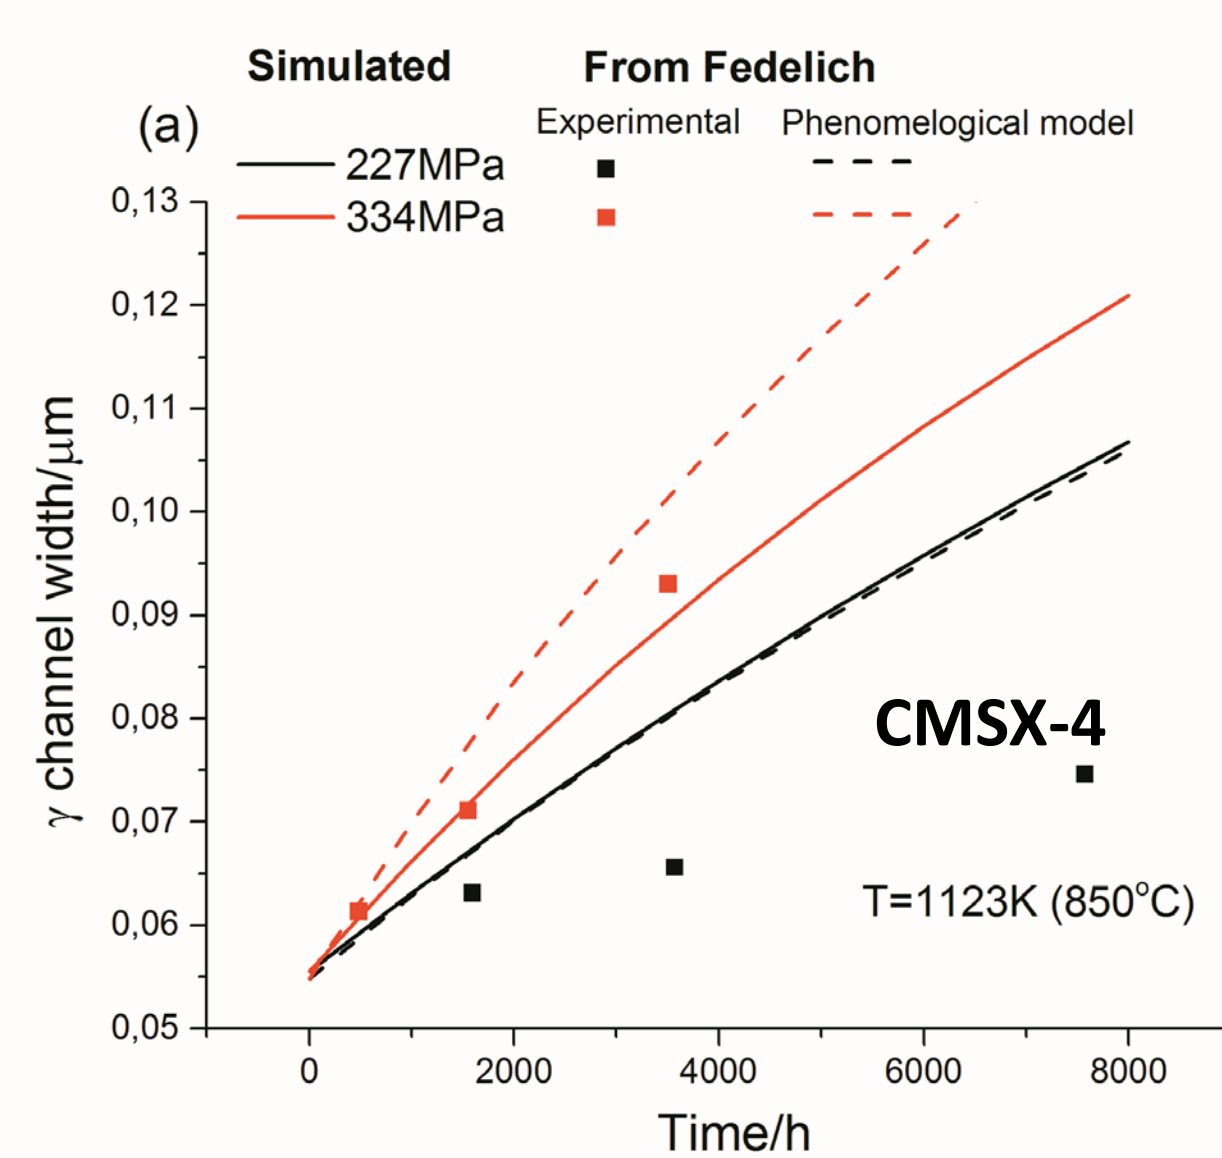 Simulated From Fedelich
(a) Experimental Phenomelogical model
227MPa
334MPa
0,13
0,12
0,11
0,10
0,09
0,08
0,07
0,06
0,05
γ channel width/μm
CMSX-4
T=1123K (850°C)
0 2000 4000 6000 8000
Time/h